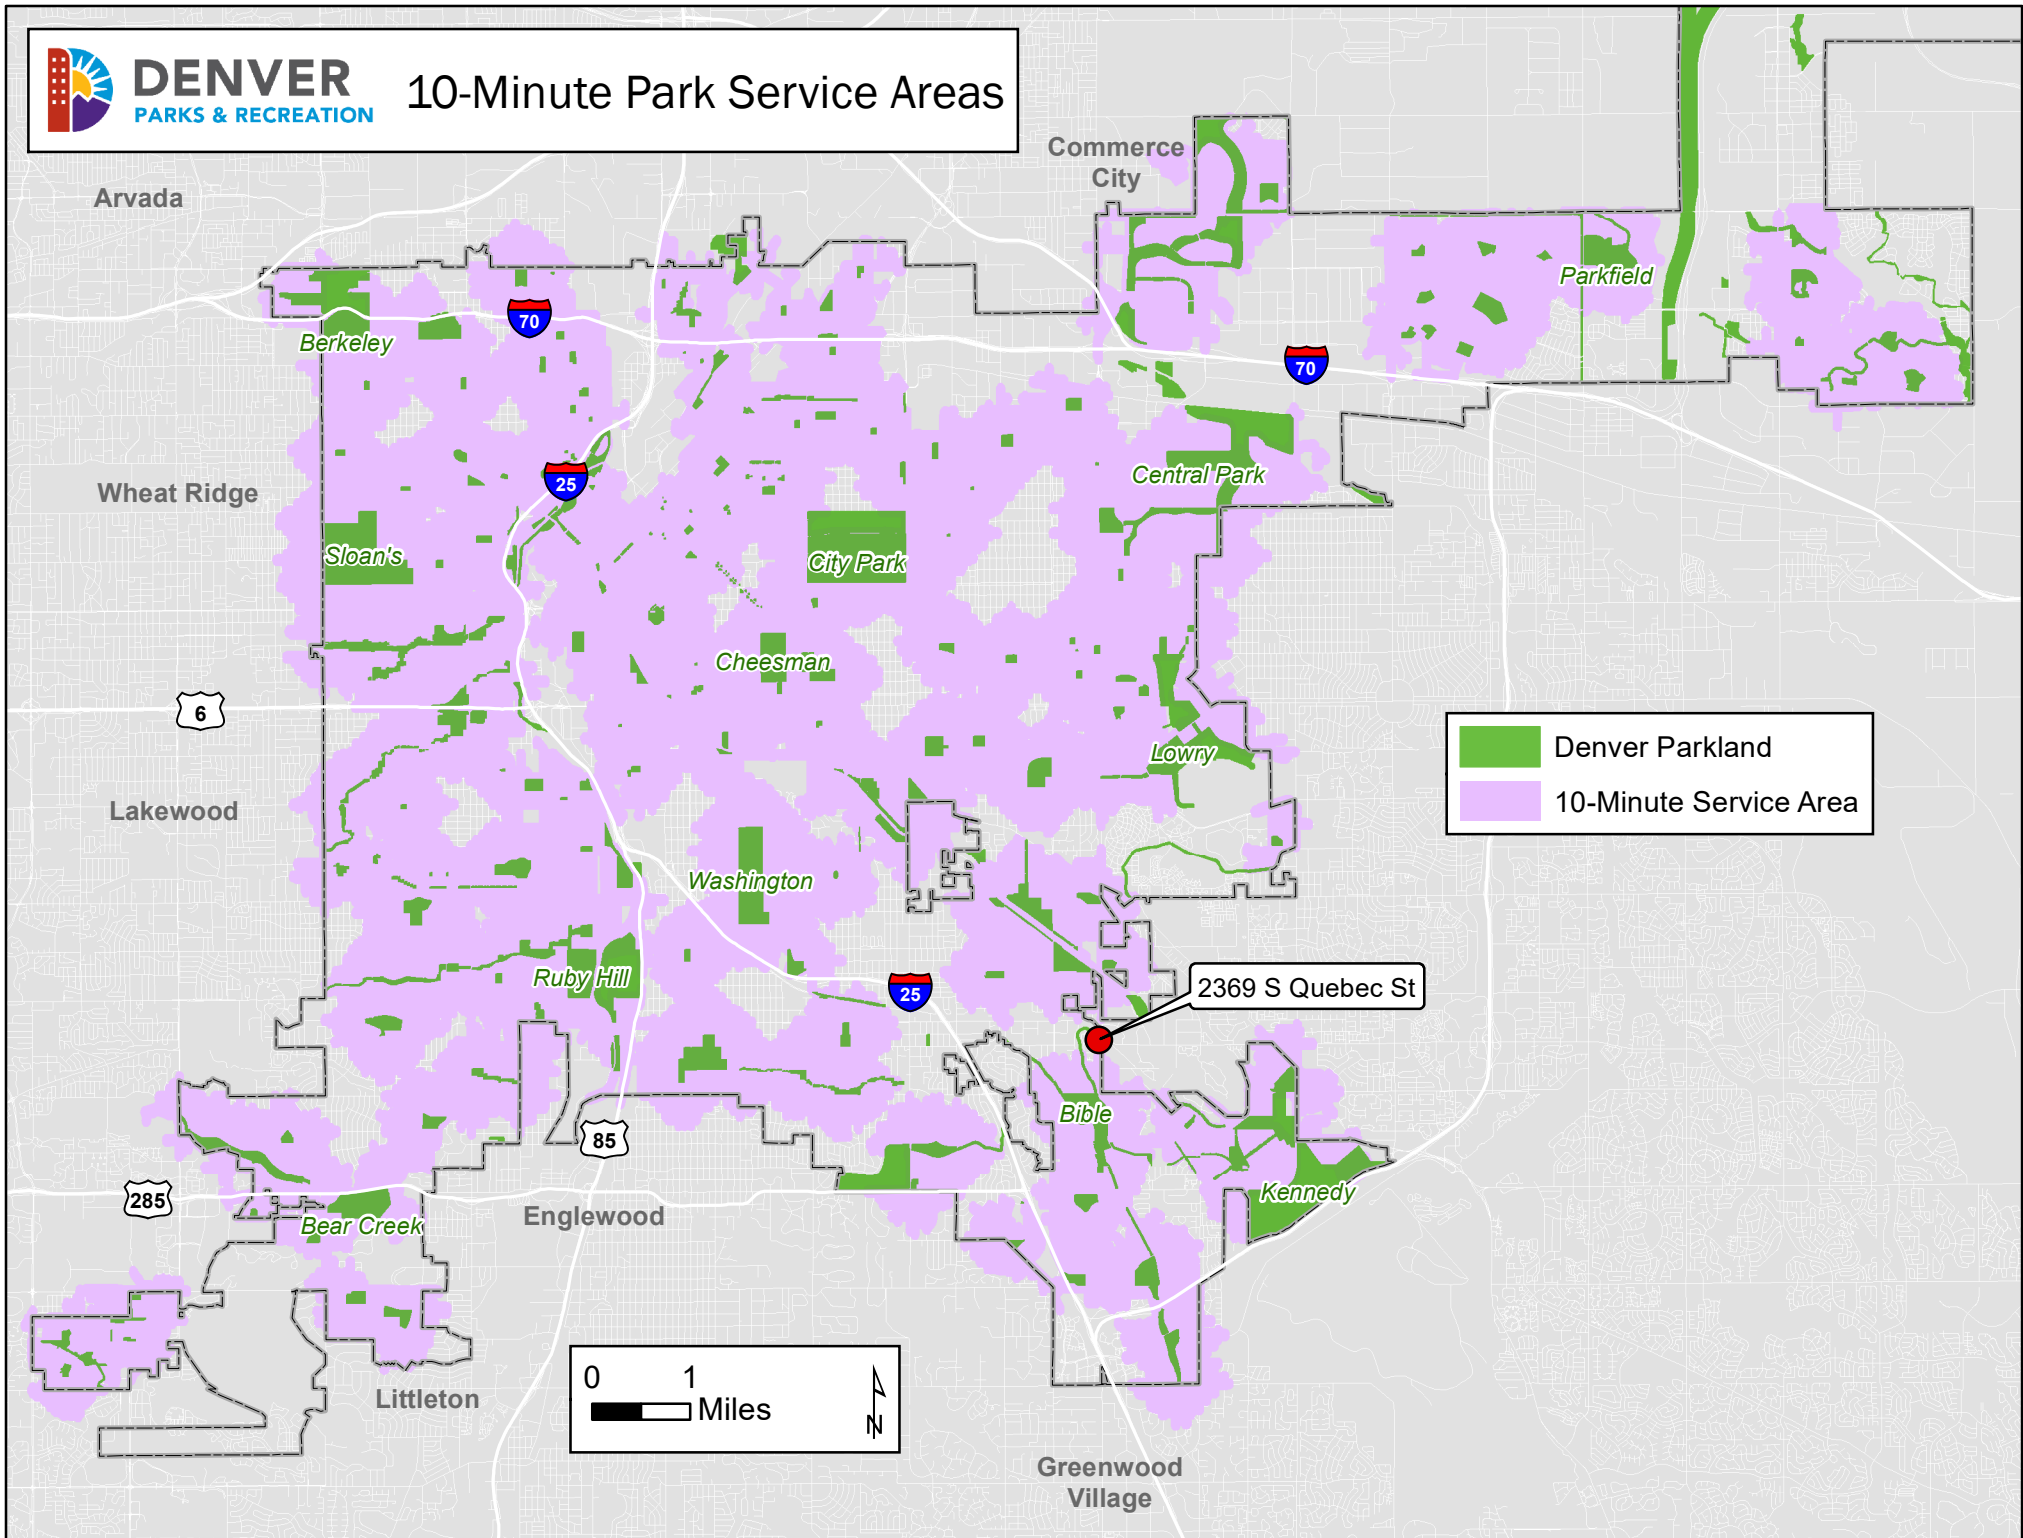 DENVER
PARKS & RECREATION
10-Minute Park Service Areas
Commerce
City
Arvada
Parkfield
70
Berkeley
70
Central Park
Wheat Ridge
25
Sloan's
City Park
Cheesman
6
Denver Parkland
Lowry
10-Minute Service Area
Lakewood
Washington
Ruby Hill
25
2369 S Quebec St
Bible
85
Kennedy
285
Englewood
Bear Creek
0 1
Miles
N
Littleton
Greenwood
Village